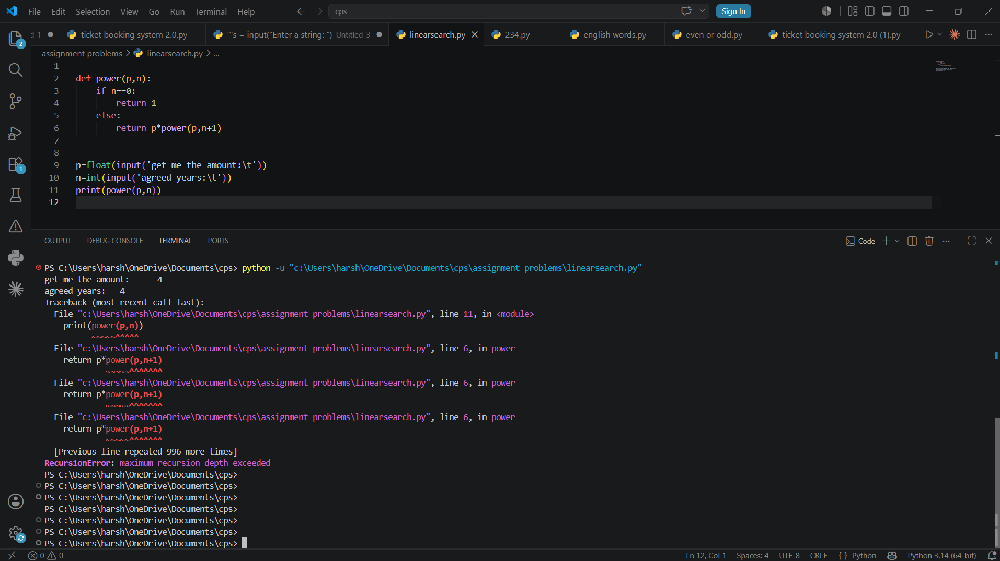 File Edit Selection View Go Run Terminal Help cps Sign In
d-1 ticket booking system 2.0.py '''s = input("Enter a string: ") Untitled-3 linearsearch.py 234.py english words.py even or odd.py ticket booking system 2.0 (1).py
2
assignment problems > linearsearch.py > ...
1
2 def power(p,n):
3     if n==0:
4         return 1
5     else:
6         return p*power(p,n+1)
7
8
9 p=float(input('get me the amount:\t'))
10 n=int(input('agreed years:\t'))
11 print(power(p,n))
12
1
OUTPUT DEBUG CONSOLE TERMINAL PORTS Code
PS C:\Users\harsh\OneDrive\Documents\cps> python -u "c:\Users\harsh\OneDrive\Documents\cps\assignment problems\linearsearch.py"
get me the amount:      4
agreed years:   4
Traceback (most recent call last):
  File "c:\Users\harsh\OneDrive\Documents\cps\assignment problems\linearsearch.py", line 11, in <module>
    print(power(p,n))
          ~~~~~^^^^^
  File "c:\Users\harsh\OneDrive\Documents\cps\assignment problems\linearsearch.py", line 6, in power
    return p*power(p,n+1)
             ~~~~~^^^^^^^
  File "c:\Users\harsh\OneDrive\Documents\cps\assignment problems\linearsearch.py", line 6, in power
    return p*power(p,n+1)
             ~~~~~^^^^^^^
  File "c:\Users\harsh\OneDrive\Documents\cps\assignment problems\linearsearch.py", line 6, in power
    return p*power(p,n+1)
             ~~~~~^^^^^^^
  [Previous line repeated 996 more times]
RecursionError: maximum recursion depth exceeded
PS C:\Users\harsh\OneDrive\Documents\cps>
PS C:\Users\harsh\OneDrive\Documents\cps>
PS C:\Users\harsh\OneDrive\Documents\cps>
PS C:\Users\harsh\OneDrive\Documents\cps>
PS C:\Users\harsh\OneDrive\Documents\cps>
PS C:\Users\harsh\OneDrive\Documents\cps>
PS C:\Users\harsh\OneDrive\Documents\cps>
0 0 Ln 12, Col 1 Spaces: 4 UTF-8 CRLF { } Python Python 3.14 (64-bit)